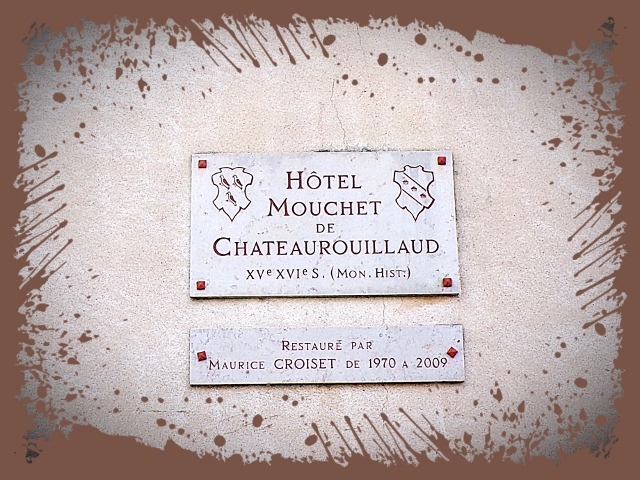 HÔTEL
MOUCHET
DE
CHATEAUROUILLAUD
XVe XVIe S. (MON. HIST.)
RESTAURÉ PAR
MAURICE CROISET DE 1970 A 2009